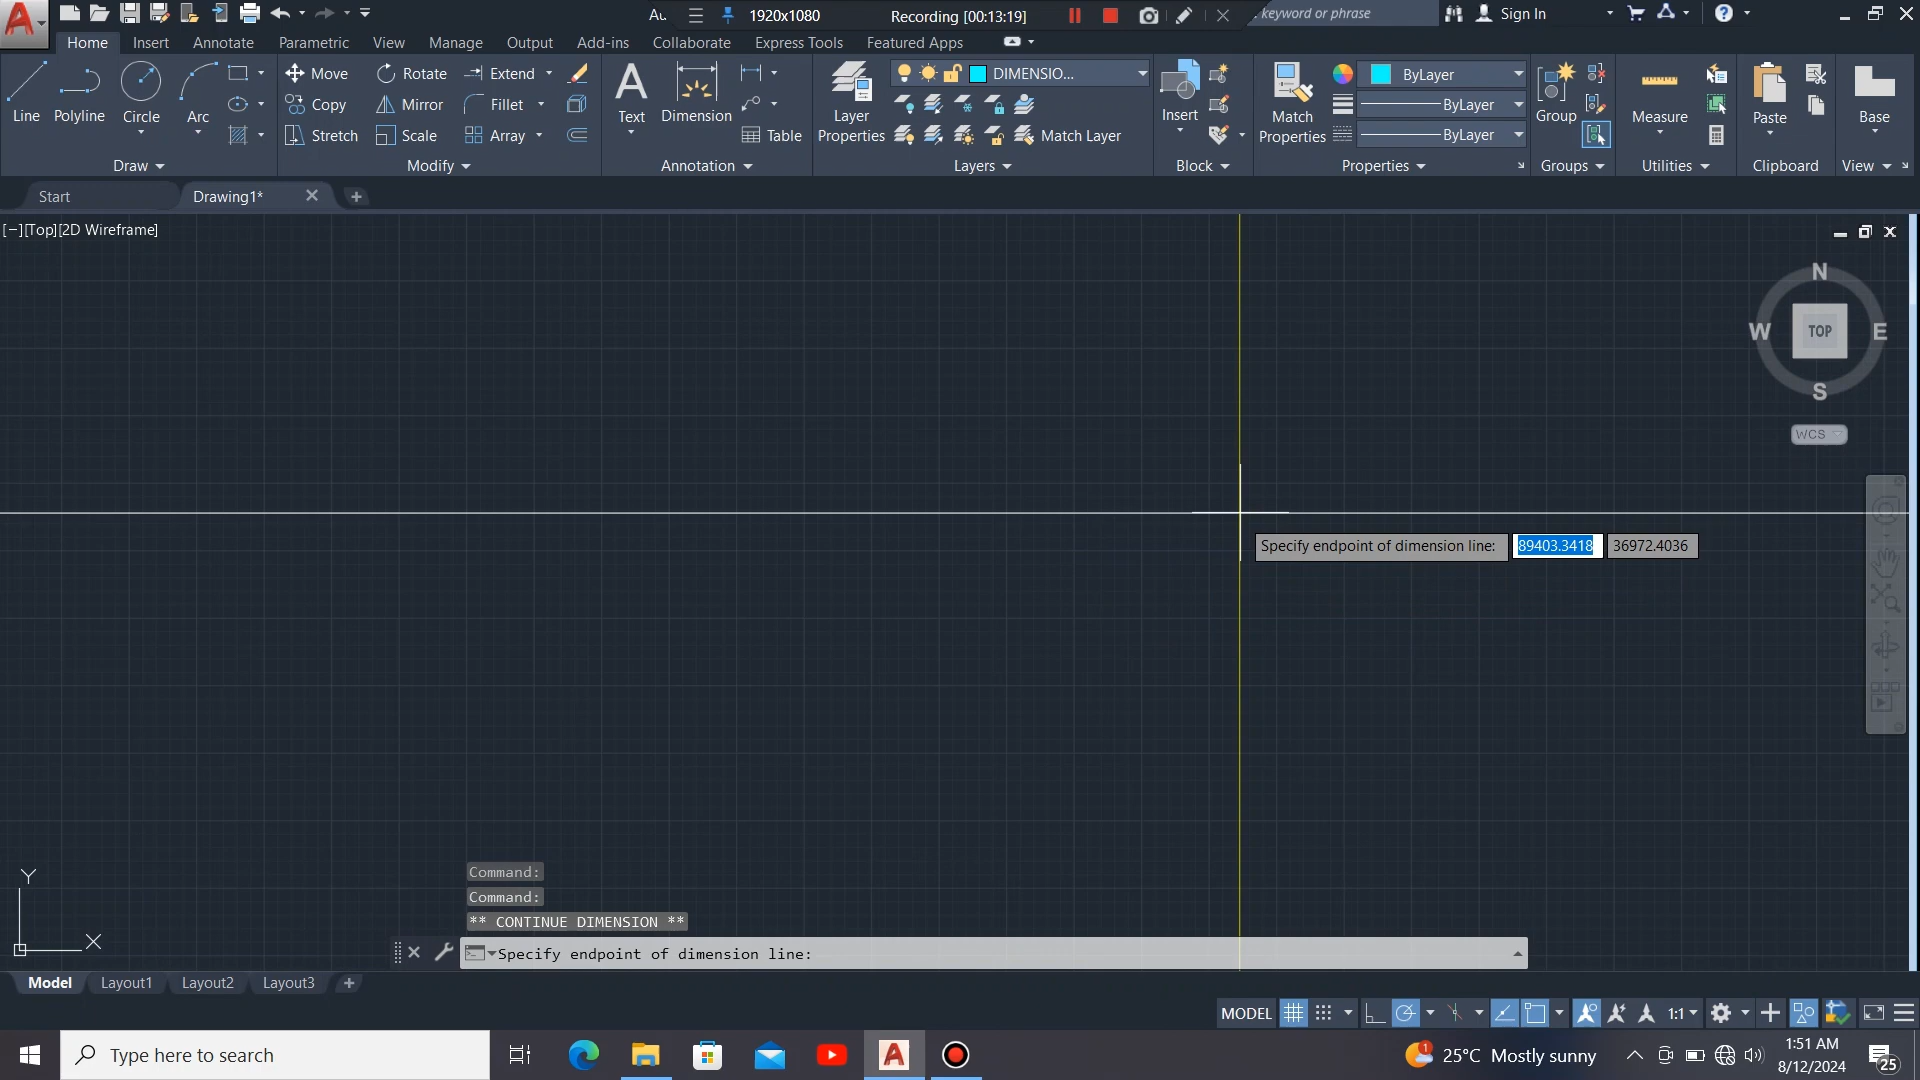 Au
1920x1080
Recording [00:13:19]
keyword or phrase
Sign In
Home
Insert
Annotate
Parametric
View
Manage
Output
Add-ins
Collaborate
Express Tools
Featured Apps
Line
Polyline
Circle
Arc
Draw
Move
Rotate
Extend
Copy
Mirror
Fillet
Stretch
Scale
Array
Modify
Text
Dimension
Table
Annotation
Layer
Properties
DIMENSIO...
Match Layer
Layers
Insert
Block
Match
Properties
ByLayer
ByLayer
ByLayer
Properties
Group
Groups
Measure
Utilities
Paste
Clipboard
Base
View
Start
Drawing1*
[−][Top][2D Wireframe]
N
W
TOP
E
S
WCS
Specify endpoint of dimension line:
89403.3418
36972.4036
Command:
Command:
** CONTINUE DIMENSION **
Specify endpoint of dimension line:
Y
X
Model
Layout1
Layout2
Layout3
MODEL
1:1
Type here to search
1
25°C Mostly sunny
1:51 AM
8/12/2024
25